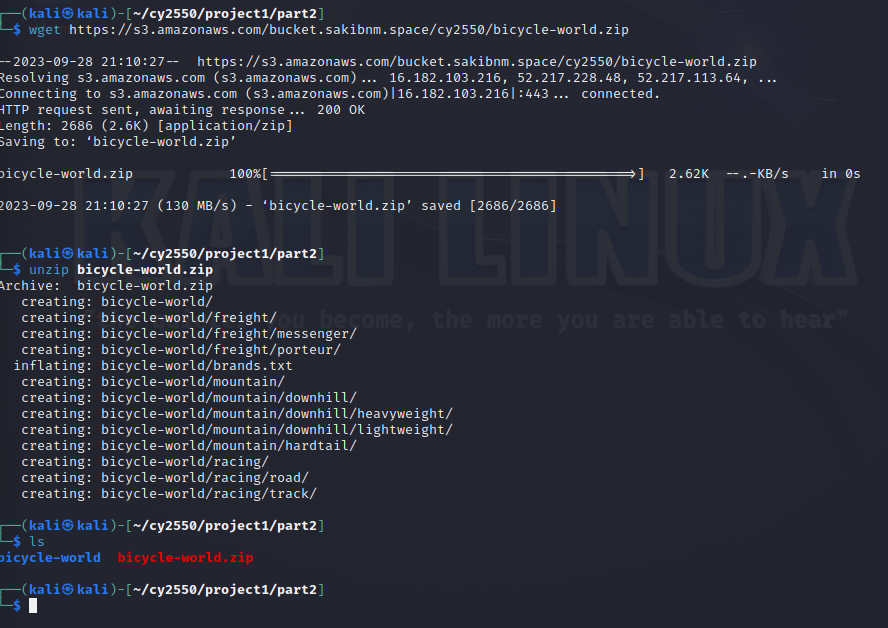 ┌──(kali㉿kali)-[~/cy2550/project1/part2]
└─$ wget https://s3.amazonaws.com/bucket.sakibnm.space/cy2550/bicycle-world.zip
--2023-09-28 21:10:27--  https://s3.amazonaws.com/bucket.sakibnm.space/cy2550/bicycle-world.zip
Resolving s3.amazonaws.com (s3.amazonaws.com)... 16.182.103.216, 52.217.228.48, 52.217.113.64, ...
Connecting to s3.amazonaws.com (s3.amazonaws.com)|16.182.103.216|:443... connected.
HTTP request sent, awaiting response... 200 OK
Length: 2686 (2.6K) [application/zip]
Saving to: ‘bicycle-world.zip’
bicycle-world.zip            100%[==============================================>]   2.62K  --.-KB/s    in 0s
2023-09-28 21:10:27 (130 MB/s) - ‘bicycle-world.zip’ saved [2686/2686]
┌──(kali㉿kali)-[~/cy2550/project1/part2]
└─$ unzip bicycle-world.zip
Archive:  bicycle-world.zip
   creating: bicycle-world/
   creating: bicycle-world/freight/
   creating: bicycle-world/freight/messenger/
   creating: bicycle-world/freight/porteur/
  inflating: bicycle-world/brands.txt
   creating: bicycle-world/mountain/
   creating: bicycle-world/mountain/downhill/
   creating: bicycle-world/mountain/downhill/heavyweight/
   creating: bicycle-world/mountain/downhill/lightweight/
   creating: bicycle-world/mountain/hardtail/
   creating: bicycle-world/racing/
   creating: bicycle-world/racing/road/
   creating: bicycle-world/racing/track/
┌──(kali㉿kali)-[~/cy2550/project1/part2]
└─$ ls
bicycle-world  bicycle-world.zip
┌──(kali㉿kali)-[~/cy2550/project1/part2]
└─$
KALI LINUX
become, the more you are able to hear"